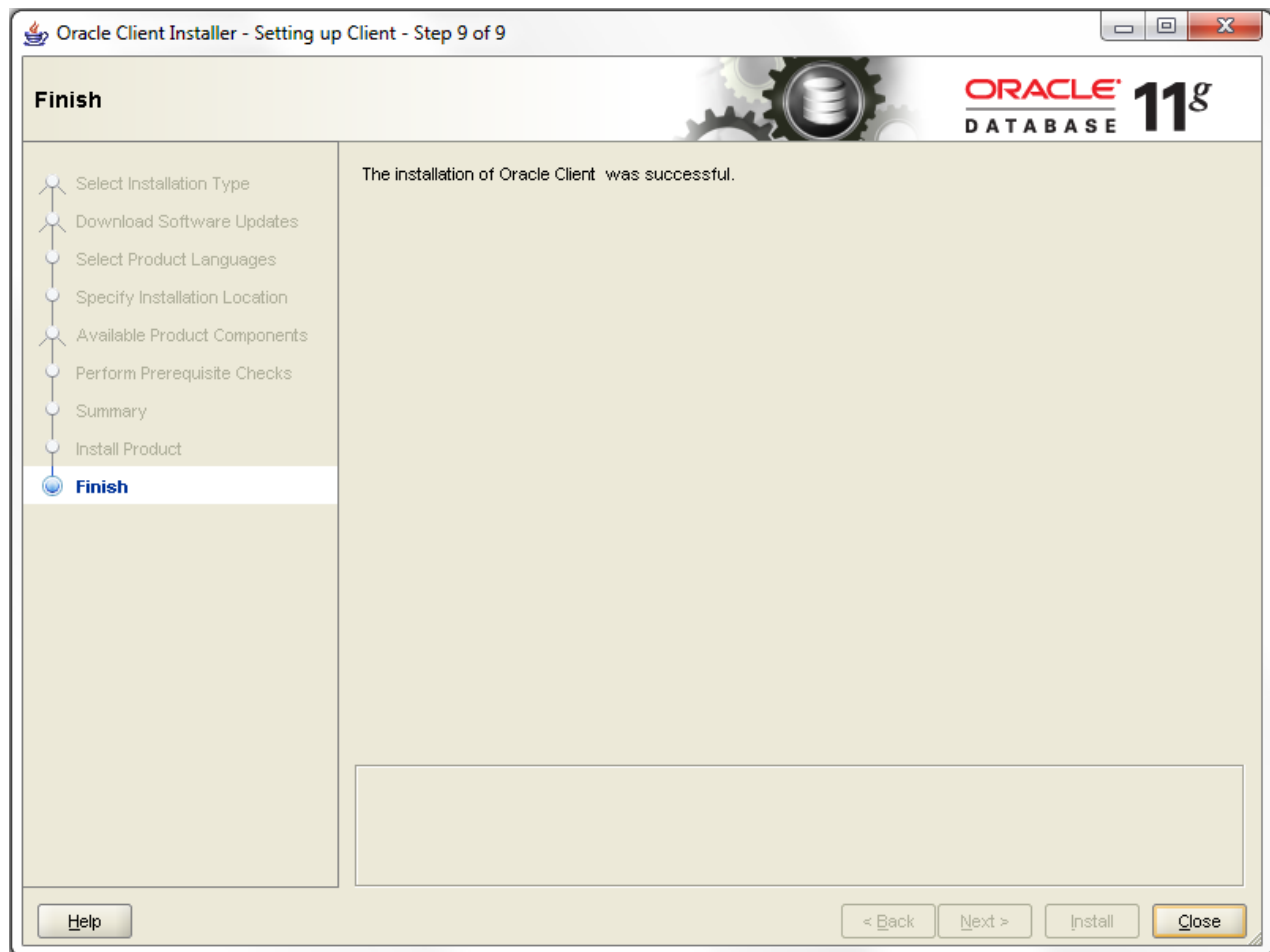 Oracle Client Installer - Setting up Client - Step 9 of 9
Finish
ORACLE
DATABASE
11g
Select Installation Type
Download Software Updates
Select Product Languages
Specify Installation Location
Available Product Components
Perform Prerequisite Checks
Summary
Install Product
Finish
The installation of Oracle Client  was successful.
Help
< Back
Next >
Install
Close